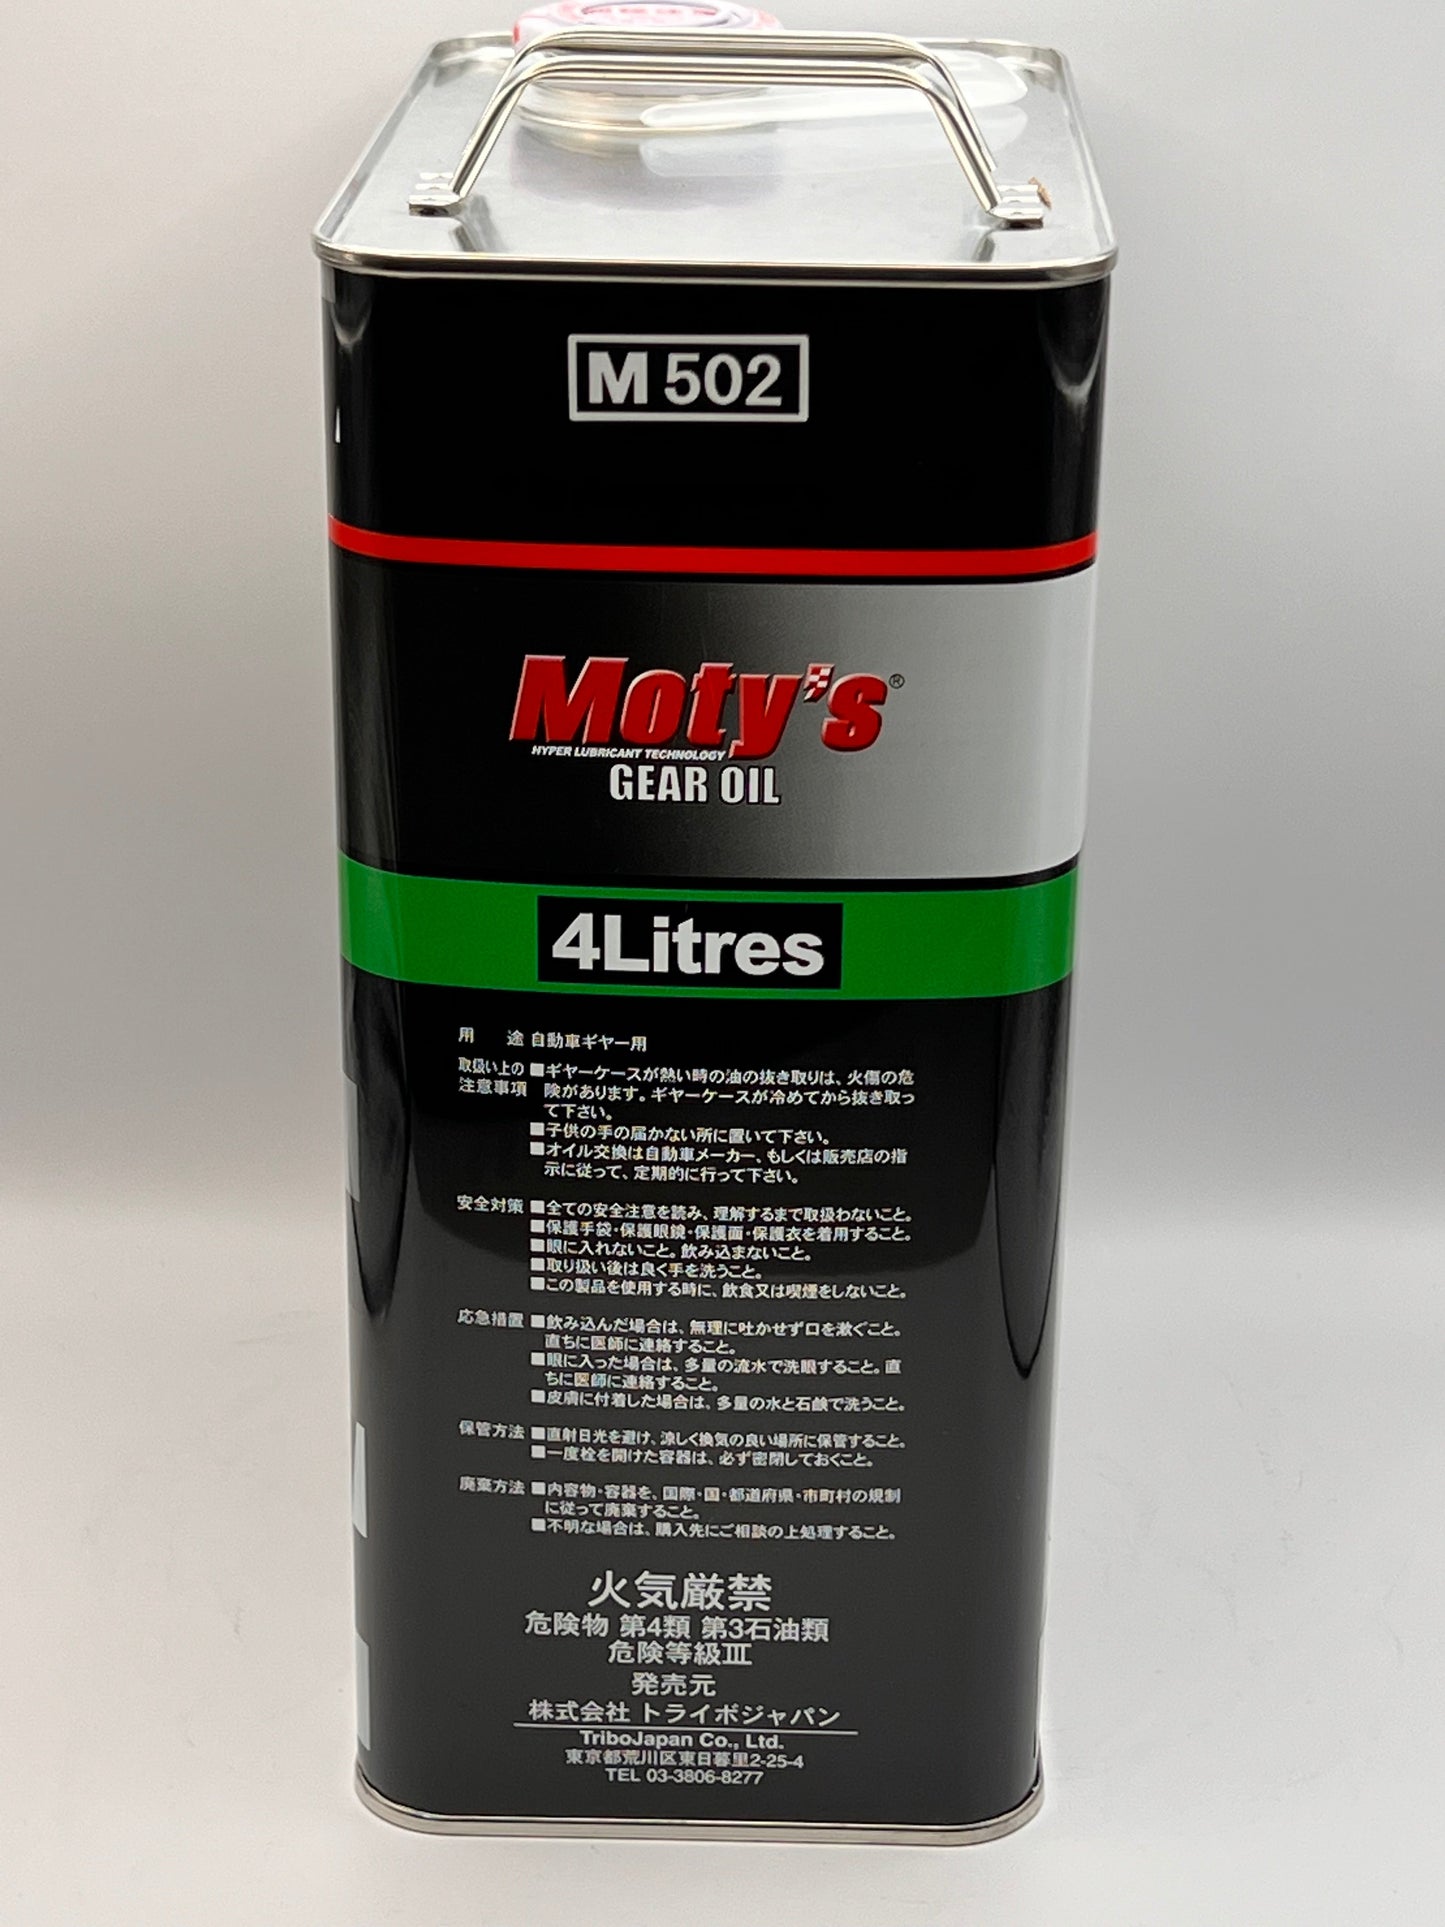 M 502
Moty's®
HYPER LUBRICANT TECHNOLOGY
GEAR OIL
4Litres
用 途 自動車ギヤー用
取扱い上の ■ギヤーケースが熱い時の油の抜き取りは、火傷の危
注意事項 険があります。ギヤーケースが冷めてから抜き取っ
て下さい。
■子供の手の届かない所に置いて下さい。
■オイル交換は自動車メーカー、もしくは販売店の指
示に従って、定期的に行って下さい。
安全対策 ■全ての安全注意を読み、理解するまで取扱わないこと。
■保護手袋・保護眼鏡・保護面・保護衣を着用すること。
■眼に入れないこと。飲み込まないこと。
■取り扱い後は良く手を洗うこと。
■この製品を使用する時に、飲食又は喫煙をしないこと。
応急措置 ■飲み込んだ場合は、無理に吐かせず口を漱ぐこと。
直ちに医師に連絡すること。
■眼に入った場合は、多量の流水で洗眼すること。直
ちに医師に連絡すること。
■皮膚に付着した場合は、多量の水と石鹸で洗うこと。
保管方法 ■直射日光を避け、涼しく換気の良い場所に保管すること。
■一度栓を開けた容器は、必ず密閉しておくこと。
廃棄方法 ■内容物・容器を、国際・国・都道府県・市町村の規制
に従って廃棄すること。
■不明な場合は、購入先にご相談の上処理すること。
火気厳禁
危険物 第4類 第3石油類
危険等級Ⅲ
発売元
株式会社 トライボジャパン
TriboJapan Co., Ltd.
東京都荒川区東日暮里2-25-4
TEL 03-3806-8277